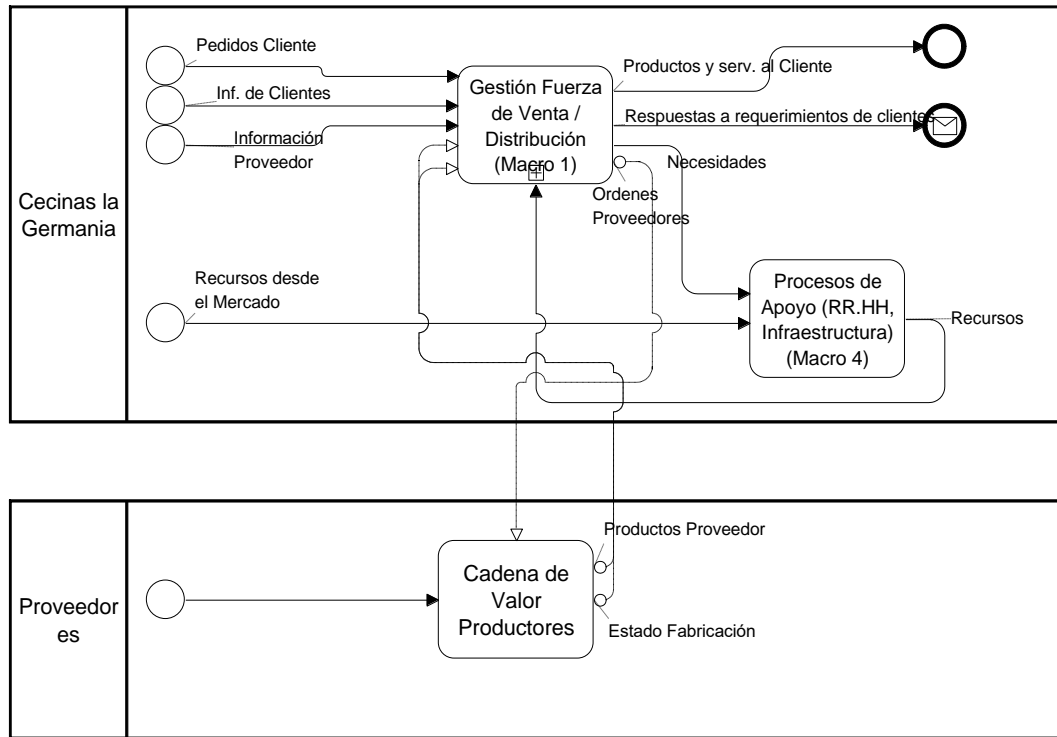 Cecinas la
Germania
Pedidos Cliente
Inf. de Clientes
Información
Proveedor
Gestión Fuerza
de Venta /
Distribución
(Macro 1)
Productos y serv. al Cliente
Respuestas a requerimientos de clientes
Necesidades
Ordenes
Proveedores
Recursos desde
el Mercado
Procesos de
Apoyo (RR.HH,
Infraestructura)
(Macro 4)
Recursos
Proveedor
es
Cadena de
Valor
Productores
Productos Proveedor
Estado Fabricación